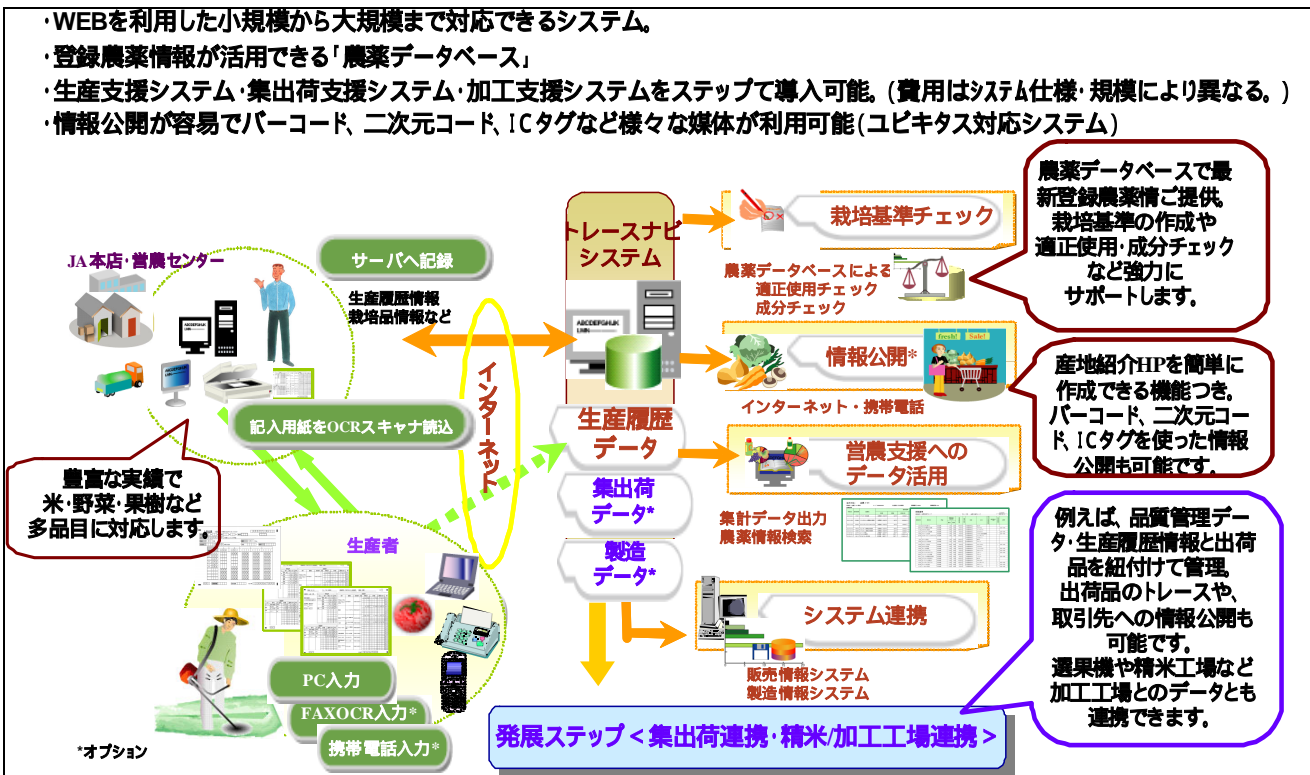 ・WEBを利用した小規模から大規模まで対応できるシステム。
・登録農薬情報が活用できる「農薬データベース」
・生産支援システム・集出荷支援システム・加工支援システムをステップて導入可能。(費用はシステム仕様・規模により異なる。)
・情報公開が容易でバーコード、二次元コード、ICタグなど様々な媒体が利用可能(ユビキタス対応システム)
JA本店・営農センター
サーバへ記録
生産履歴情報
栽培品情報など
インターネット
記入用紙をOCRスキャナ読込
豊富な実績で
米・野菜・果樹など
多品目に対応します
生産者
PC入力
FAXOCR入力*
携帯電話入力*
*オプション
トレースナビ
システム
ABCDEFGHIJK
LMN...
生産履歴
データ
集出荷
データ*
製造
データ*
栽培基準チェック
農薬データベースによる
適正使用チェック
成分チェック
情報公開*
fresh!
Sale!
インターネット・携帯電話
営農支援への
データ活用
集計データ出力
農薬情報検索
システム連携
販売情報システム
製造情報システム
発展ステップ<集出荷連携・精米/加工工場連携>
農薬データベースで最
新登録農薬情ご提供。
栽培基準の作成や
適正使用・成分チェック
など強力に
サポートします。
産地紹介HPを簡単に
作成できる機能つき。
バーコード、二次元コー
ド、ICタグを使った情報
公開も可能です。
例えば、品質管理デー
タ・生産履歴情報と出荷
品を紐付けて管理。
出荷品のトレースや、
取引先への情報公開も
可能です。
選果機や精米工場など
加工工場とのデータとも
連携できます。